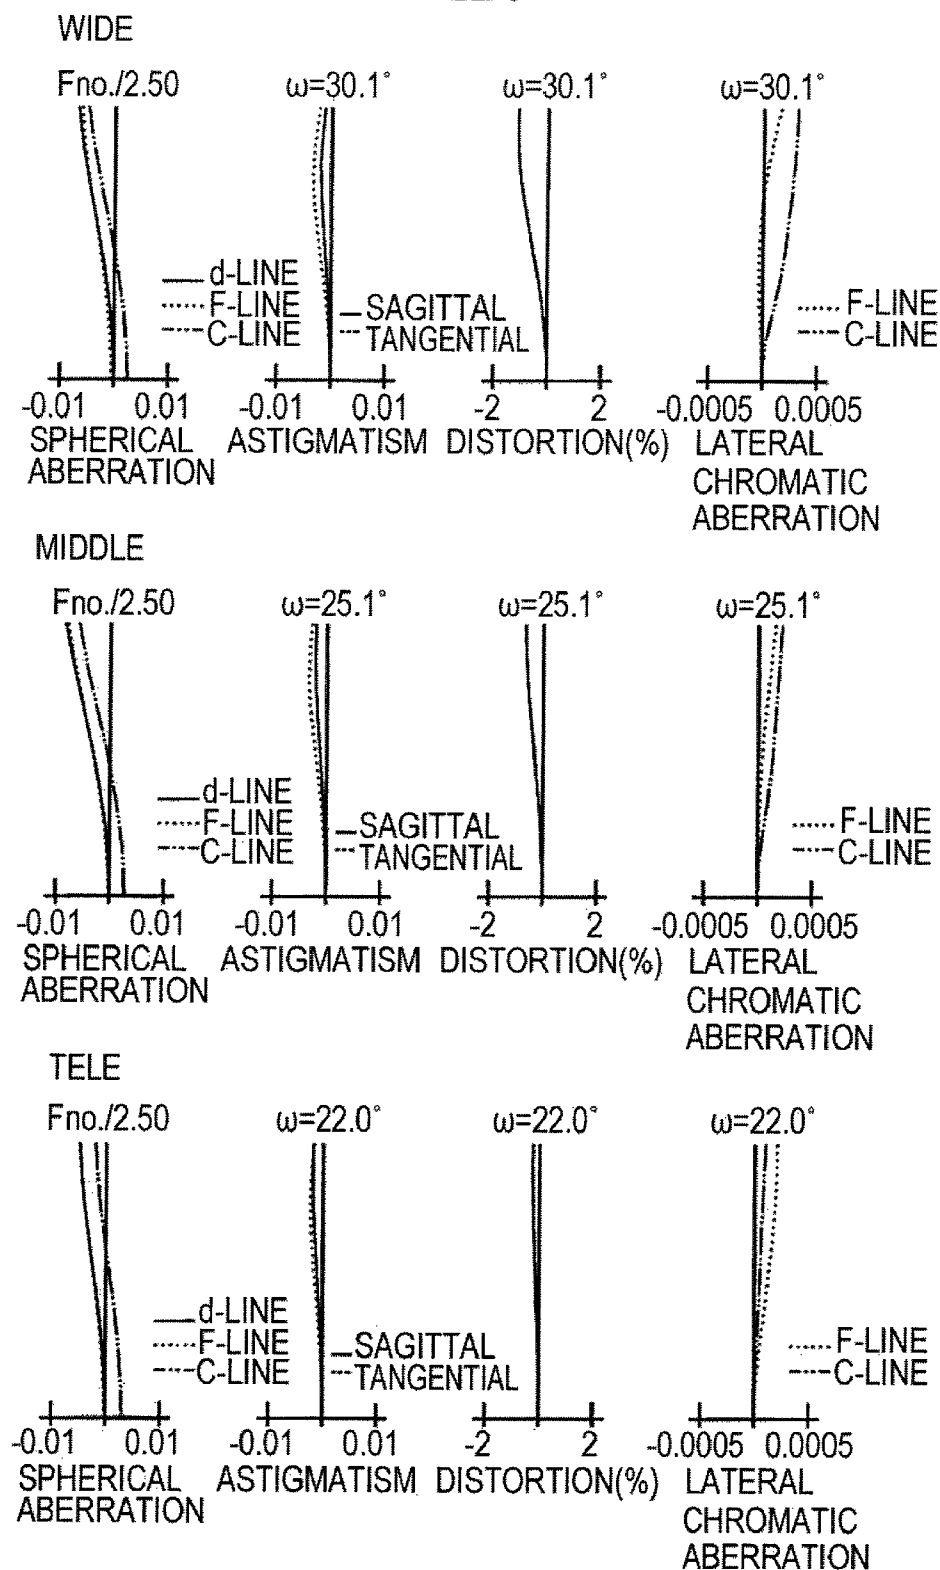 WIDE
Fno./2.50
ω=30.1°
ω=30.1°
ω=30.1°
d-LINE
F-LINE
C-LINE
SAGITTAL
TANGENTIAL
F-LINE
C-LINE
-0.01 0.01
-0.01 0.01
-2 2
-0.0005 0.0005
SPHERICAL
ABERRATION
ASTIGMATISM
DISTORTION(%)
LATERAL
CHROMATIC
ABERRATION
MIDDLE
Fno./2.50
ω=25.1°
ω=25.1°
ω=25.1°
d-LINE
F-LINE
C-LINE
SAGITTAL
TANGENTIAL
F-LINE
C-LINE
-0.01 0.01
-0.01 0.01
-2 2
-0.0005 0.0005
SPHERICAL
ABERRATION
ASTIGMATISM
DISTORTION(%)
LATERAL
CHROMATIC
ABERRATION
TELE
Fno./2.50
ω=22.0°
ω=22.0°
ω=22.0°
d-LINE
F-LINE
C-LINE
SAGITTAL
TANGENTIAL
F-LINE
C-LINE
-0.01 0.01
-0.01 0.01
-2 2
-0.0005 0.0005
SPHERICAL
ABERRATION
ASTIGMATISM
DISTORTION(%)
LATERAL
CHROMATIC
ABERRATION